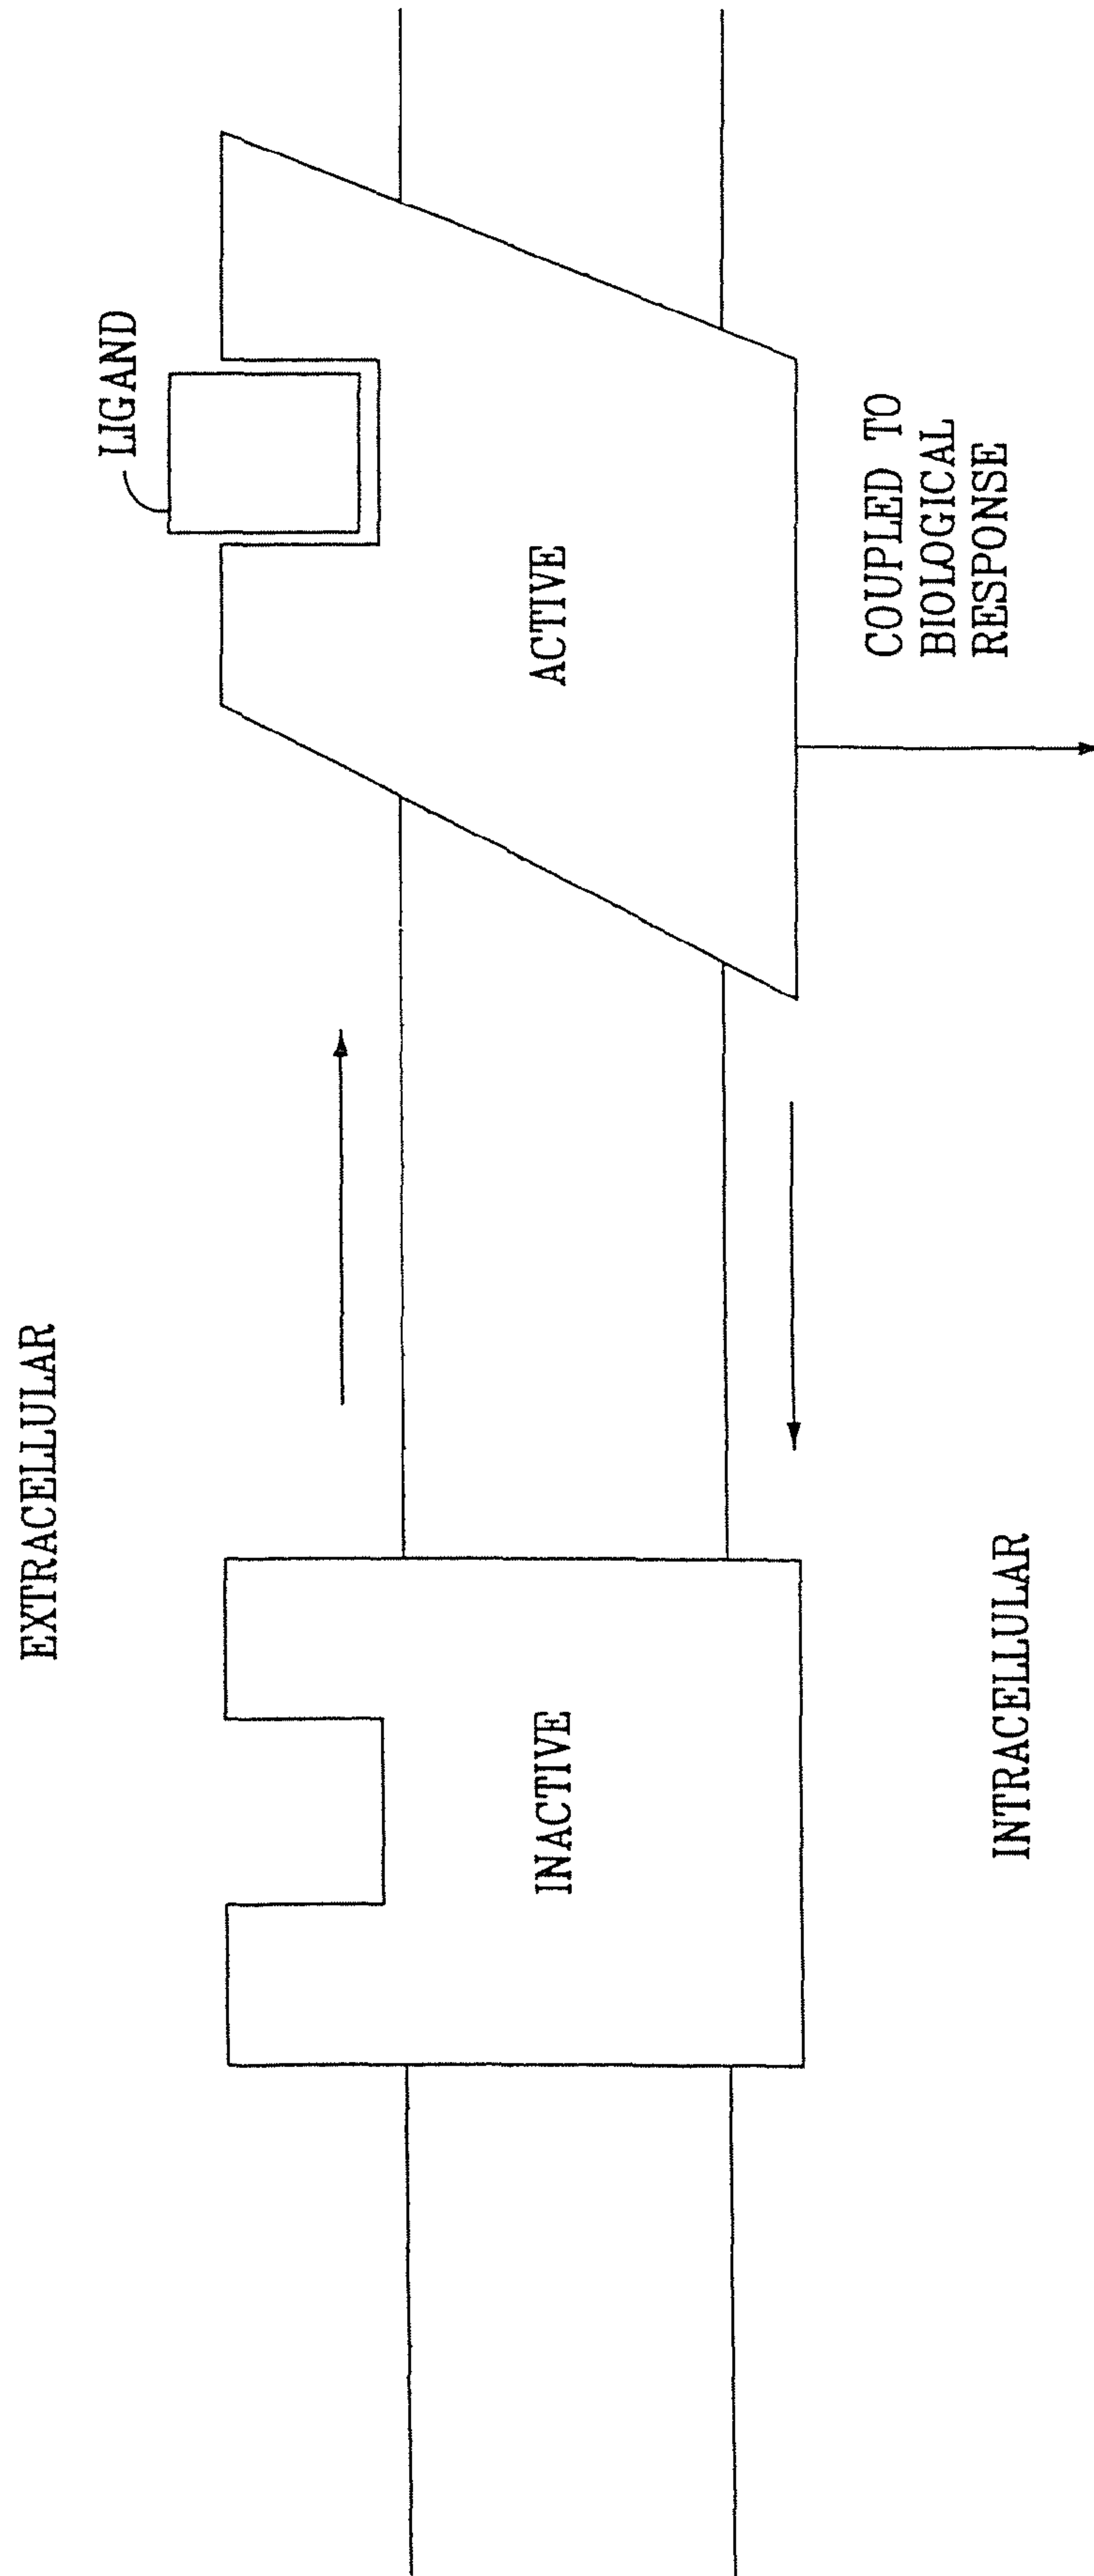 EXTRACELLULAR
LIGAND
INACTIVE
ACTIVE
INTRACELLULAR
COUPLED TO
BIOLOGICAL
RESPONSE